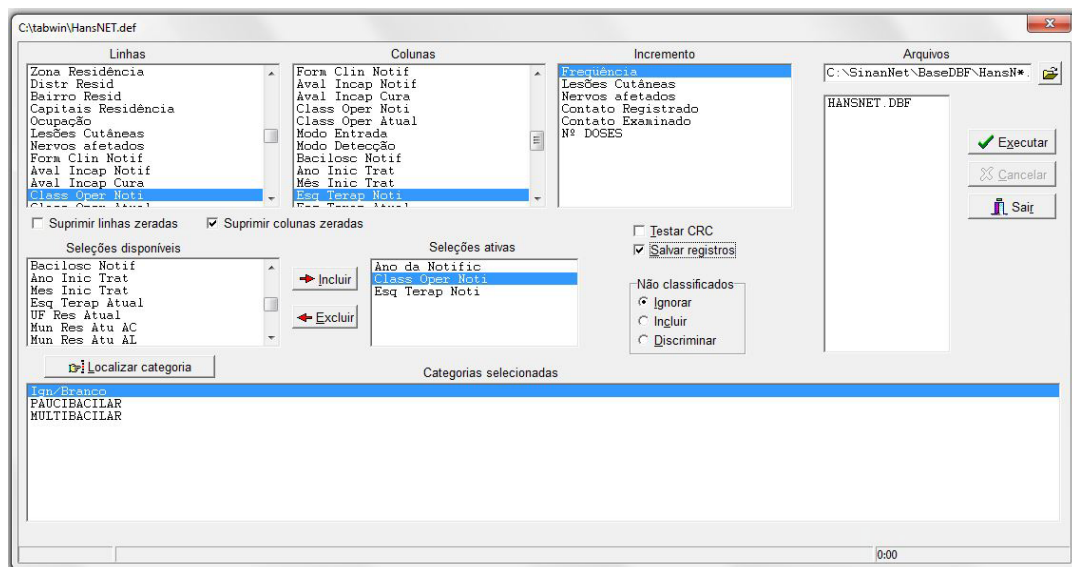 C:\tabwin\HansNET.def
Linhas
Zona Residência
Distr Resid
Bairro Resid
Capitais Residência
Ocupação
Lesões Cutâneas
Nervos afetados
Form Clin Notif
Aval Incap Notif
Aval Incap Cura
Class Oper Noti
Class Oper Atual
Colunas
Form Clin Notif
Aval Incap Notif
Aval Incap Cura
Class Oper Noti
Class Oper Atual
Modo Entrada
Modo Detecção
Bacilosc Notif
Ano Inic Trat
Mês Inic Trat
Esq Terap Noti
Esq Terap Atual
Incremento
Freqüência
Lesões Cutâneas
Nervos afetados
Contato Registrado
Contato Examinado
Nº DOSES
Arquivos
C:\SinanNet\BaseDBF\HansN*.
HANSNET.DBF
Executar
Cancelar
Sair
Suprimir linhas zeradas
Suprimir colunas zeradas
Testar CRC
Salvar registros
Seleções disponíveis
Bacilosc Notif
Ano Inic Trat
Mes Inic Trat
Esq Terap Atual
UF Res Atual
Mun Res Atu AC
Mun Res Atu AL
Incluir
Excluir
Seleções ativas
Ano da Notific
Class Oper Noti
Esq Terap Noti
Não classificados
Ignorar
Incluir
Discriminar
Localizar categoria
Categorias selecionadas
Ign/Branco
PAUCIBACILAR
MULTIBACILAR
0:00